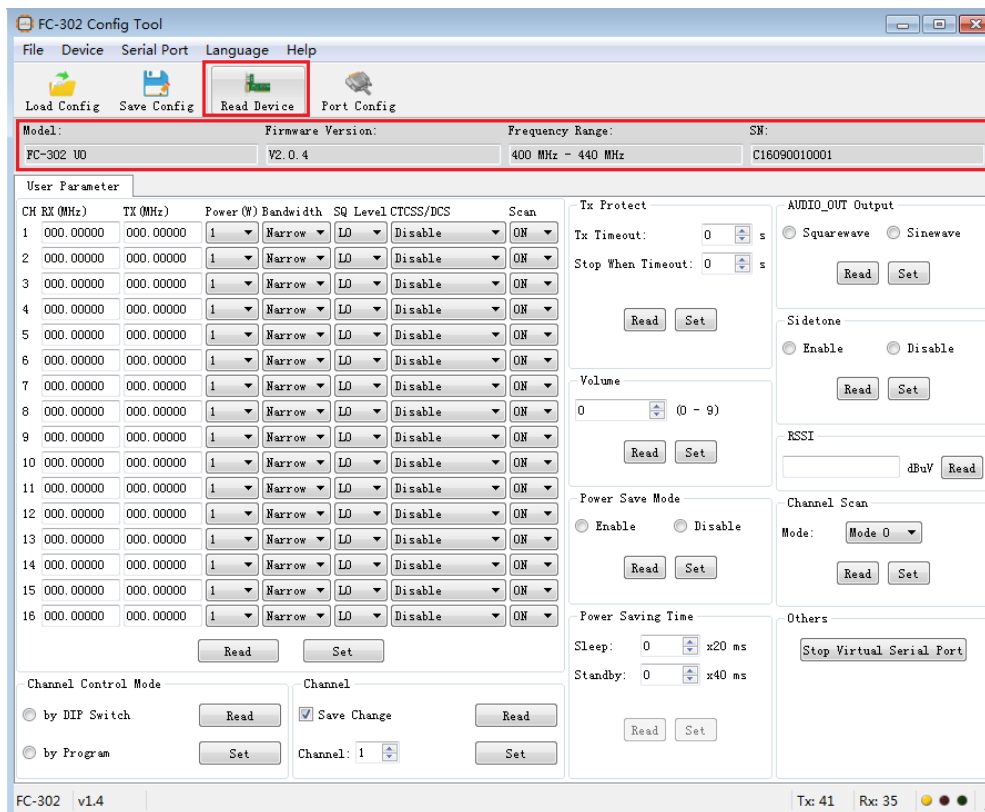 FC-302 Config Tool
File Device Serial Port Language Help
Load Config Save Config Read Device Port Config
Model: Firmware Version: Frequency Range: SN:
FC-302 U0 V2.0.4 400 MHz - 440 MHz C16090010001
User Parameter
CH RX(MHz) TX(MHz) Power(W) Bandwidth SQ Level CTCSS/DCS Scan
1 000.00000 000.00000 1 Narrow L0 Disable ON
2 000.00000 000.00000 1 Narrow L0 Disable ON
3 000.00000 000.00000 1 Narrow L0 Disable ON
4 000.00000 000.00000 1 Narrow L0 Disable ON
5 000.00000 000.00000 1 Narrow L0 Disable ON
6 000.00000 000.00000 1 Narrow L0 Disable ON
7 000.00000 000.00000 1 Narrow L0 Disable ON
8 000.00000 000.00000 1 Narrow L0 Disable ON
9 000.00000 000.00000 1 Narrow L0 Disable ON
10 000.00000 000.00000 1 Narrow L0 Disable ON
11 000.00000 000.00000 1 Narrow L0 Disable ON
12 000.00000 000.00000 1 Narrow L0 Disable ON
13 000.00000 000.00000 1 Narrow L0 Disable ON
14 000.00000 000.00000 1 Narrow L0 Disable ON
15 000.00000 000.00000 1 Narrow L0 Disable ON
16 000.00000 000.00000 1 Narrow L0 Disable ON
Read Set
Channel Control Mode
by DIP Switch Read
by Program Set
Channel
Save Change Read
Channel: 1 Set
Tx Protect
Tx Timeout: 0 s
Stop When Timeout: 0 s
Read Set
Volume
0 (0 - 9)
Read Set
Power Save Mode
Enable Disable
Read Set
Power Saving Time
Sleep: 0 x20 ms
Standby: 0 x40 ms
Read Set
AUDIO_OUT Output
Squarewave Sinewave
Read Set
Sidetone
Enable Disable
Read Set
RSSI
dBuV Read
Channel Scan
Mode: Mode 0
Read Set
Others
Stop Virtual Serial Port
FC-302 v1.4 Tx: 41 Rx: 35